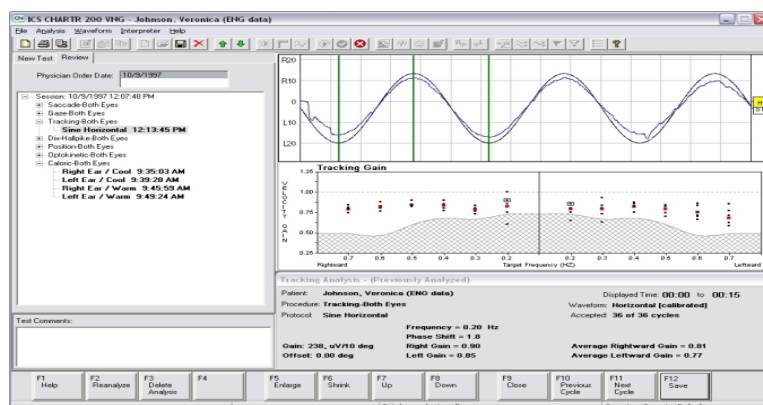 ICS CHARTR 200 VNG - Johnson, Veronica (ENG data)
File Analysis Waveform Interpreter Help
New Test Review
Physician Order Date: 10/9/1997
Session: 10/9/1997 12:07:48 PM
Saccade-Both Eyes
Gaze-Both Eyes
Tracking-Both Eyes
Sine Horizontal 12:13:45 PM
Dix-Hallpike-Both Eyes
Position-Both Eyes
Optokinetic-Both Eyes
Caloric-Both Eyes
Right Ear / Cool 9:35:03 AM
Left Ear / Cool 9:39:28 AM
Right Ear / Warm 9:45:59 AM
Left Ear / Warm 9:49:24 AM
Test Comments:
R20
R10
0
L10
L20
H
Tracking Gain
VELOCITY GAIN
1.25
1.00
0.75
0.50
0.25
0.7 0.6 0.5 0.4 0.3 0.2 0.2 0.3 0.4 0.5 0.6 0.7
Rightward Target Frequency (HZ) Leftward
Tracking Analysis - (Previously Analyzed)
Patient: Johnson, Veronica (ENG data) Displayed Time: 00:00 to 00:15
Procedure: Tracking-Both Eyes Waveform: Horizontal [calibrated]
Protocol: Sine Horizontal Accepted: 36 of 36 cycles
Frequency = 0.20 Hz
Phase Shift = 1.0
Gain: 238, uV/10 deg Right Gain = 0.90 Average Rightward Gain = 0.81
Offset: 0.00 deg Left Gain = 0.85 Average Leftward Gain = 0.77
F1 F2 F3 F4 F5 F6 F7 F8 F9 F10 F11 F12
Help Reanalyze Delete Analysis Enlarge Shrink Up Down Close Previous Cycle Next Cycle Save